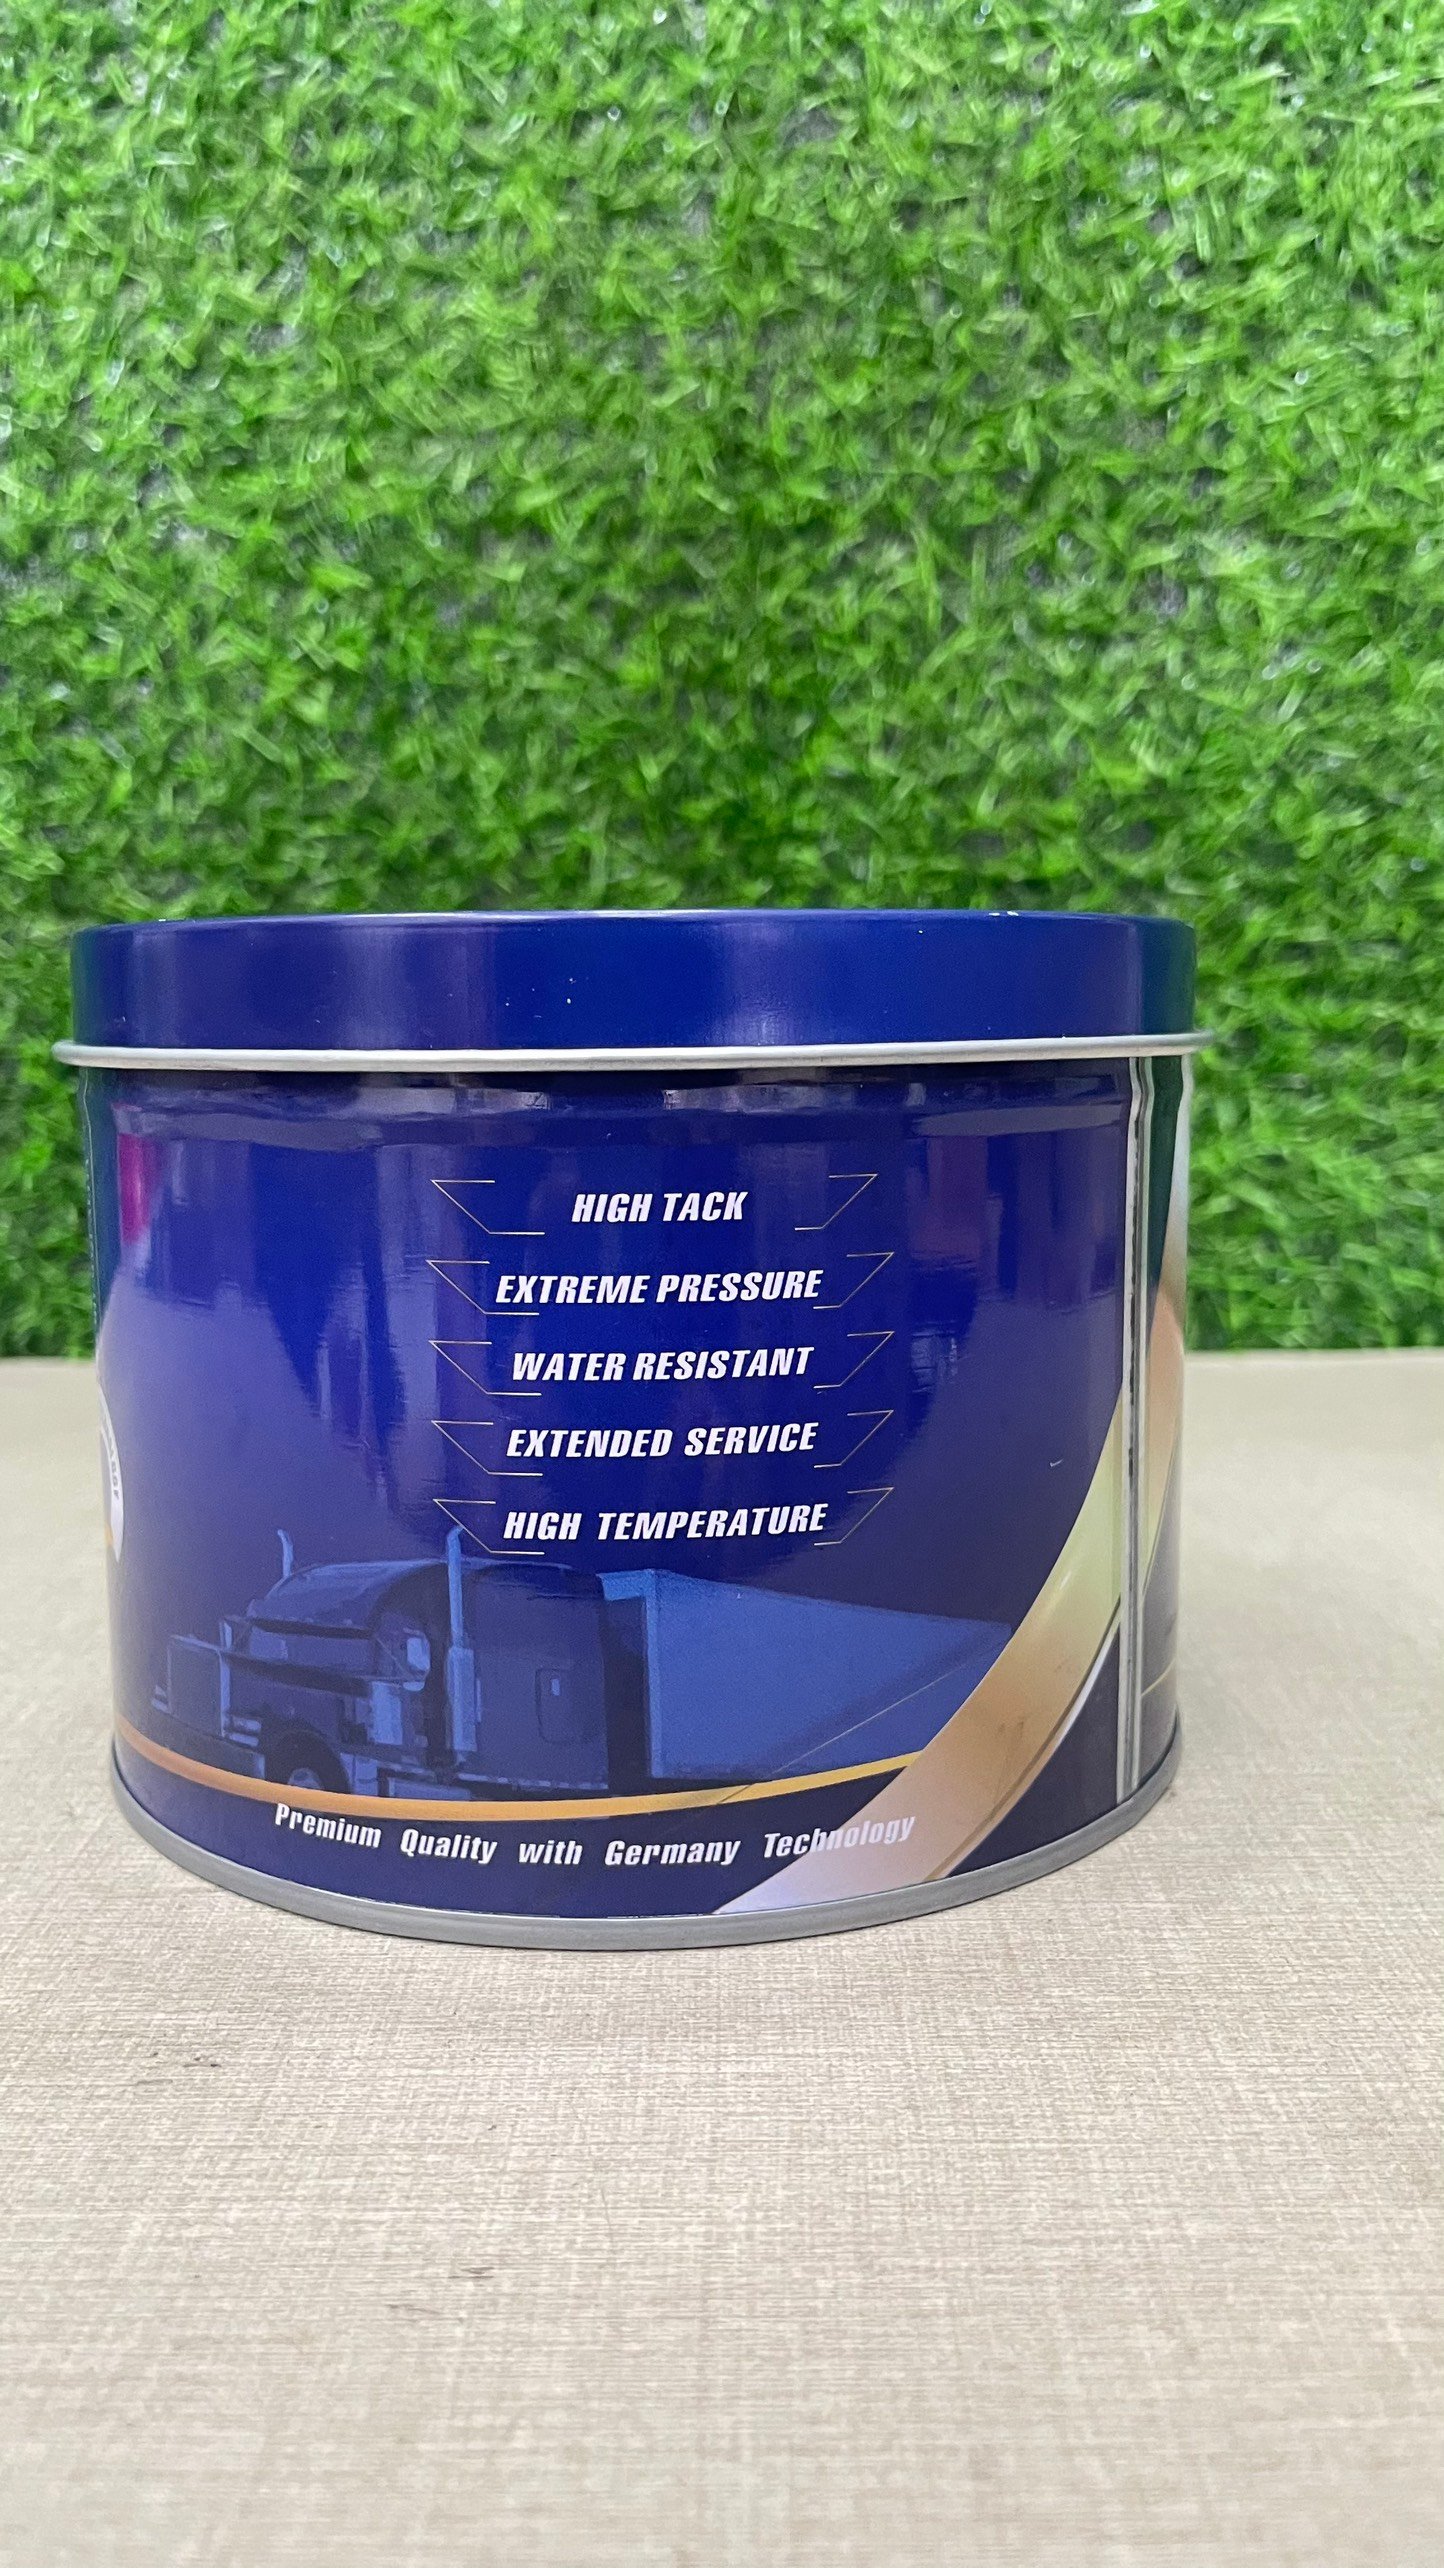 HIGH TACK
EXTREME PRESSURE
WATER RESISTANT
EXTENDED SERVICE
HIGH TEMPERATURE
Premium Quality with Germany Technology